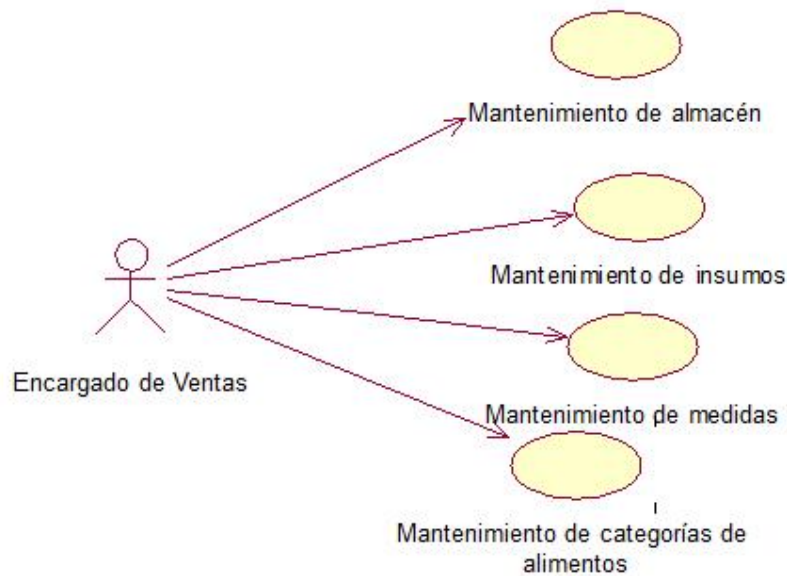 Mantenimiento de almacén
Mantenimiento de insumos
Encargado de Ventas
Mantenimiento de medidas
Mantenimiento de categorías de
alimentos